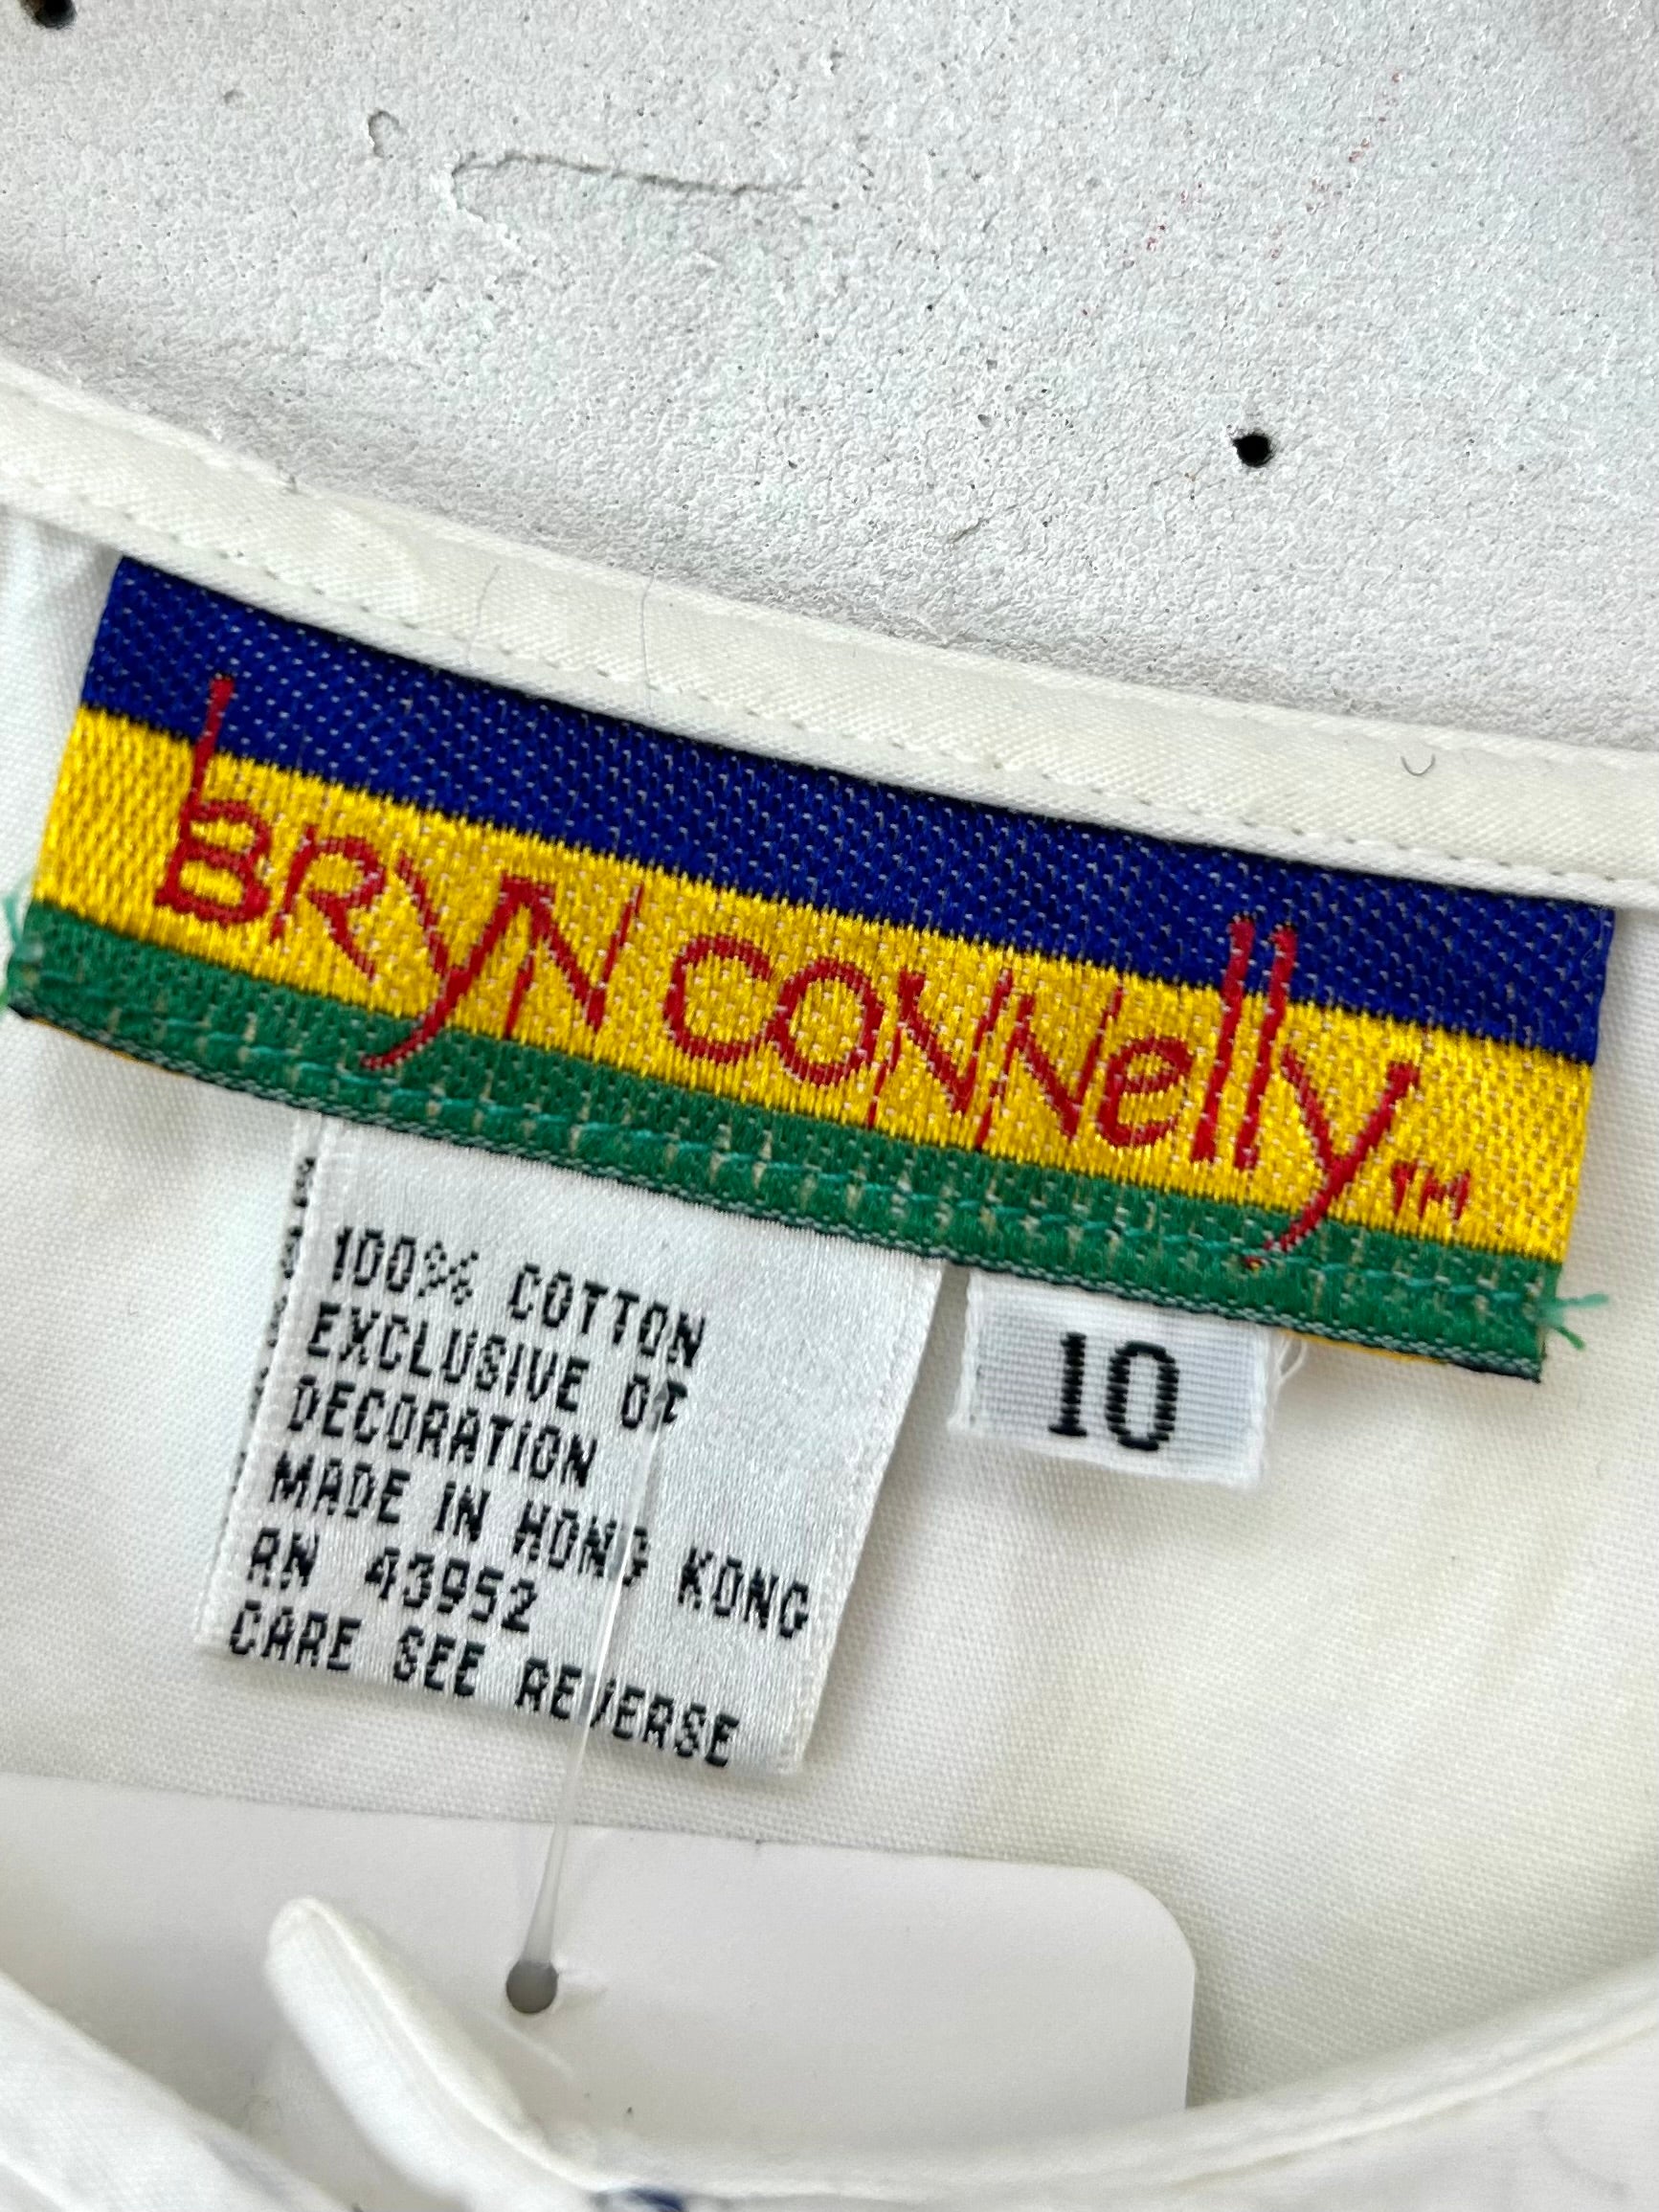 BRYN CONNelly™
100% COTTON
EXCLUSIVE OF
DECORATION
MADE IN HONG KONG
RN 43952
CARE SEE REVERSE
10